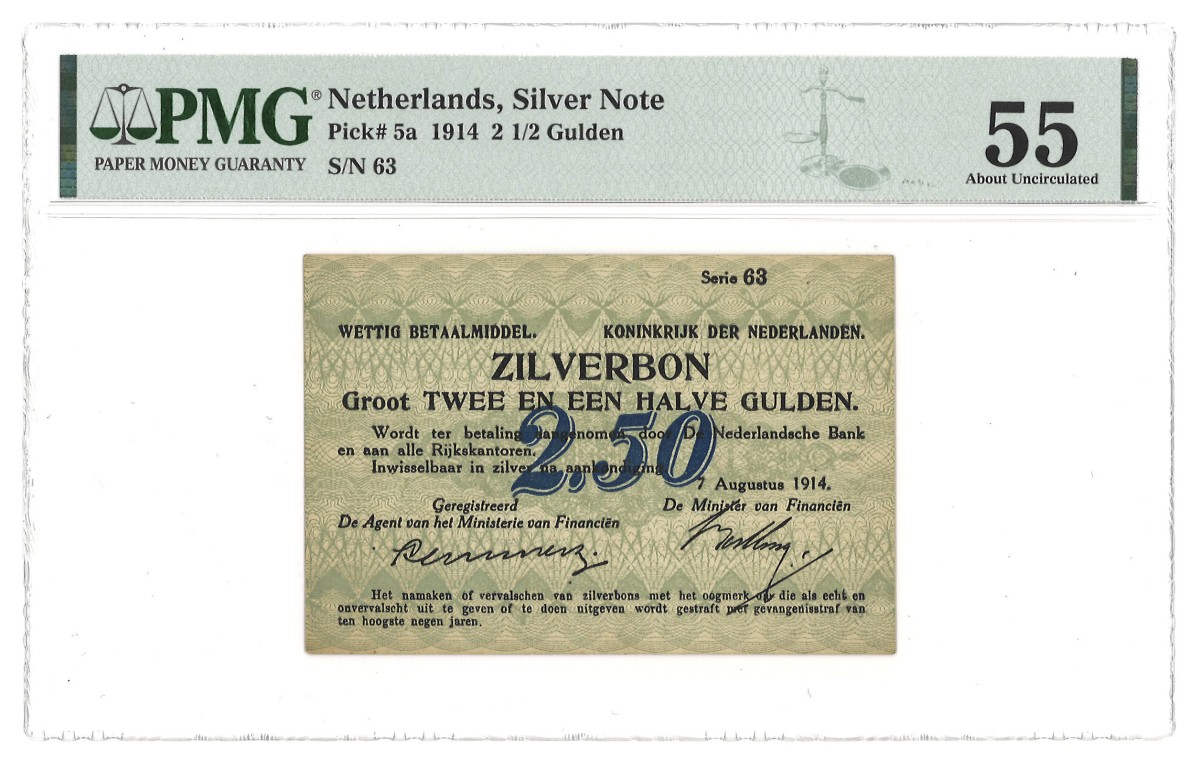 PMG®
PAPER MONEY GUARANTY
Netherlands, Silver Note
Pick# 5a 1914 2 1/2 Gulden
S/N 63
55
About Uncirculated
Serie 63
WETTIG BETAALMIDDEL. KONINKRIJK DER NEDERLANDEN.
ZILVERBON
Groot TWEE EN EEN HALVE GULDEN.
2.50
Wordt ter betaling aangenomen door De Nederlandsche Bank
en aan alle Rijkskantoren.
Inwisselbaar in zilver na aankondiging
7 Augustus 1914.
Geregistreerd De Minister van Financiën
De Agent van het Ministerie van Financiën
Het namaken of vervalschen van zilverbons met het oogmerk om die als echt en
onvervalscht uit te geven of te doen uitgeven wordt gestraft met gevangenisstraf van
ten hoogste negen jaren.